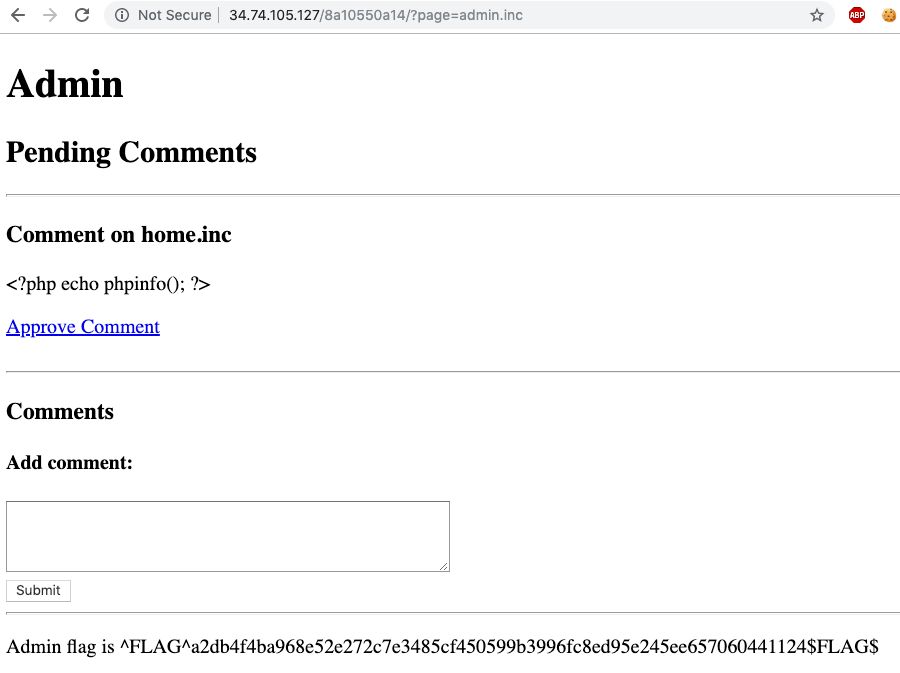 Not Secure 34.74.105.127/8a10550a14/?page=admin.inc ABP
Admin
Pending Comments
Comment on home.inc
<?php echo phpinfo(); ?>
Approve Comment
Comments
Add comment:
Submit
Admin flag is ^FLAG^a2db4f4ba968e52e272c7e3485cf450599b3996fc8ed95e245ee657060441124$FLAG$